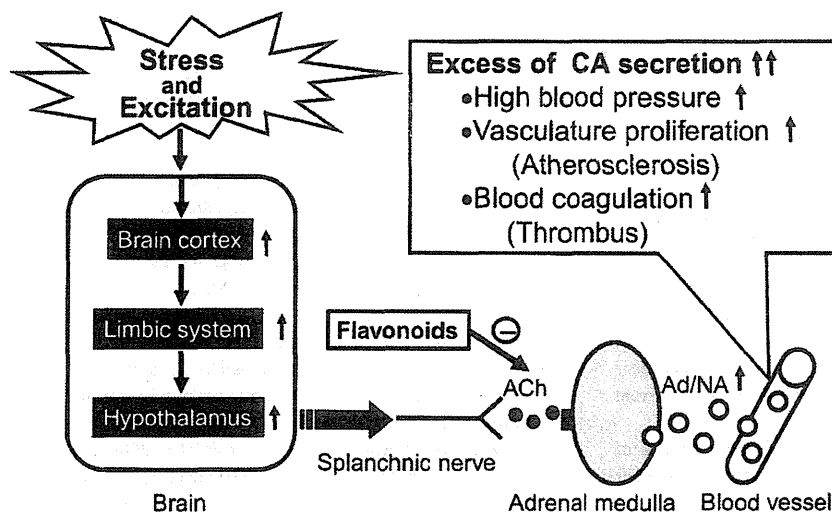 Stress
and
Excitation
Excess of CA secretion ↑↑
•High blood pressure ↑
•Vasculature proliferation ↑
(Atherosclerosis)
•Blood coagulation ↑
(Thrombus)
Brain cortex ↑
Limbic system ↑
Hypothalamus ↑
Brain
Flavonoids
−
ACh
Splanchnic nerve
Adrenal medulla
Ad/NA ↑
Blood vessel